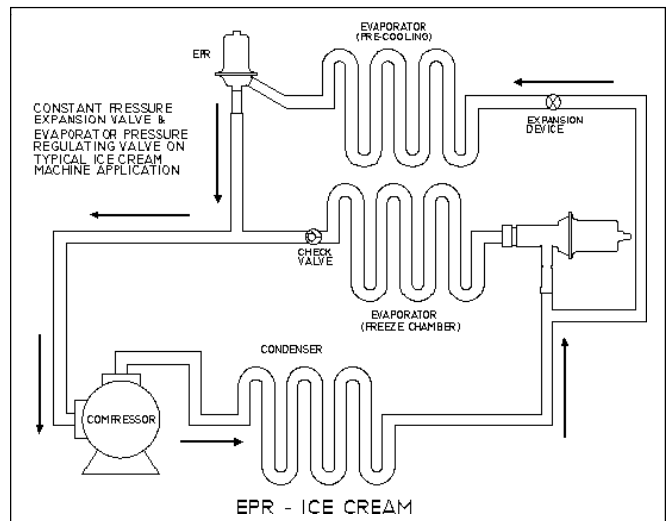 EVAPORATOR
(PRE-COOLING)
EPR
CONSTANT PRESSURE
EXPANSION VALVE &
EVAPORATOR PRESSURE
REGULATING VALVE ON
TYPICAL ICE CREAM
MACHINE APPLICATION
EXPANSION
DEVICE
CHECK
VALVE
EVAPORATOR
(FREEZE CHAMBER)
CONDENSER
COMPRESSOR
EPR - ICE CREAM